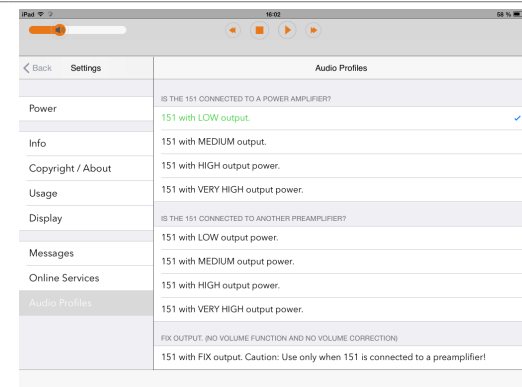 iPad 16:02 58 %
Back Settings Audio Profiles
Power
Info
Copyright / About
Usage
Display
Messages
Online Services
Audio Profiles
IS THE 151 CONNECTED TO A POWER AMPLIFIER?
151 with LOW output.
151 with MEDIUM output.
151 with HIGH output power.
151 with VERY HIGH output power.
IS THE 151 CONNECTED TO ANOTHER PREAMPLIFIER?
151 with LOW output power.
151 with MEDIUM output power.
151 with HIGH output power.
151 with VERY HIGH output power.
FIX OUTPUT. (NO VOLUME FUNCTION AND NO VOLUME CORRECTION)
151 with FIX output. Caution: Use only when 151 is connected to a preamplifier!